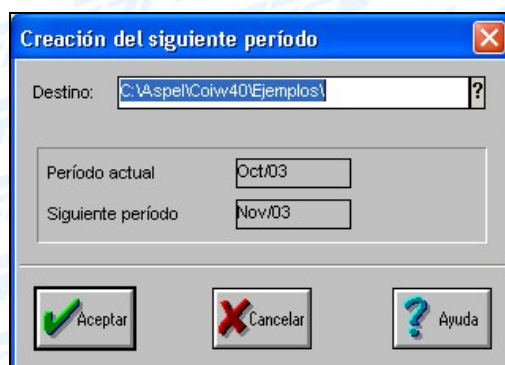 Creación del siguiente período
Destino: C:\Aspel\Coiw40\Ejemplos\ ?
Período actual Oct/03
Siguiente período Nov/03
Aceptar Cancelar Ayuda